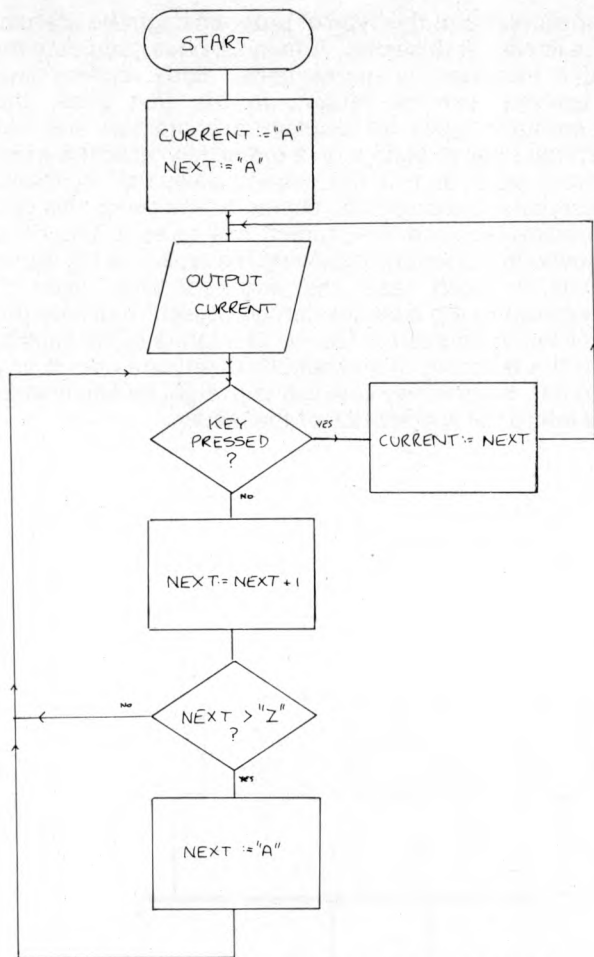 START
CURRENT := "A"
NEXT := "A"
OUTPUT
CURRENT
KEY
PRESSED
?
YES
CURRENT := NEXT
NO
NEXT := NEXT + 1
NEXT > "Z"
?
NO
YES
NEXT := "A"